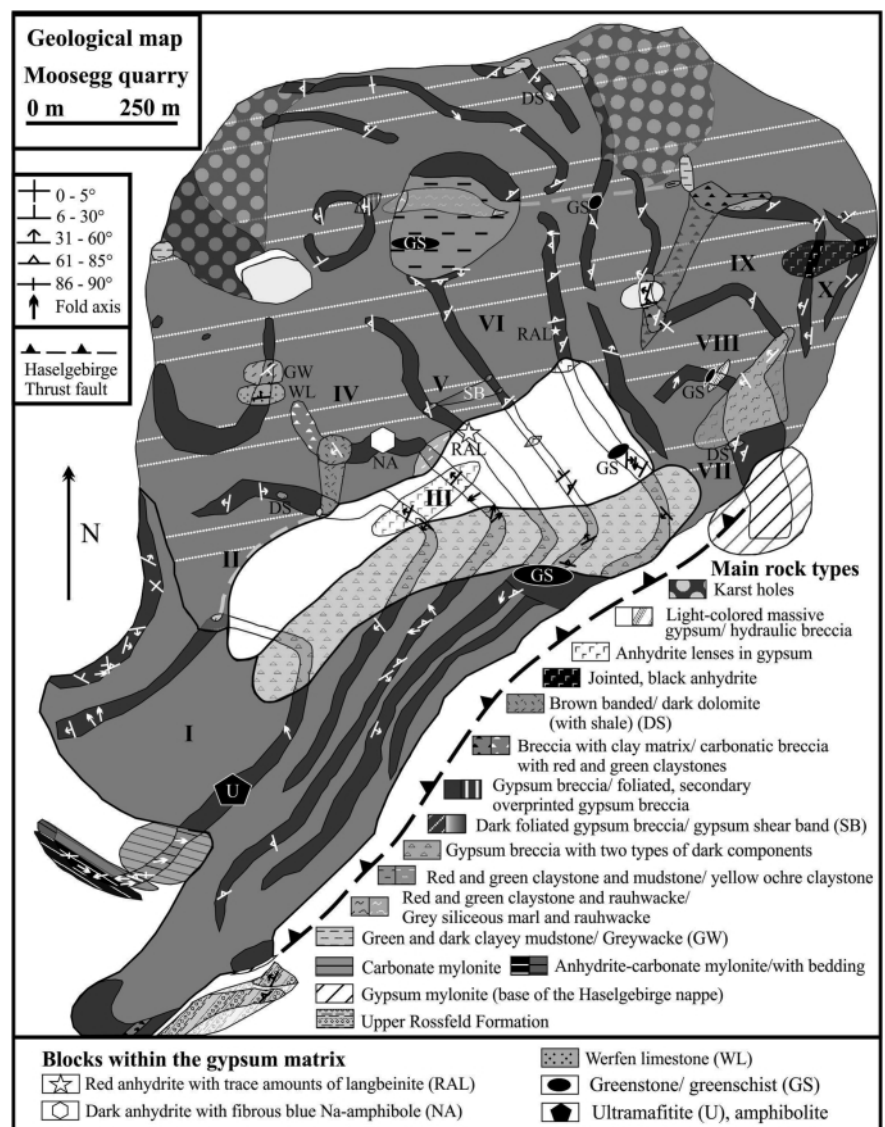 Geological map
Moosegg quarry
0 m 250 m
0 - 5°
6 - 30°
31 - 60°
61 - 85°
86 - 90°
Fold axis
Haselgebirge
Thrust fault
N
DS
GS
GS
IX
X
VI
RAL
VIII
GW
WL
IV
V
SB
GS
NA
RAL
GS
DS
VII
DS
III
II
GS
I
U
Main rock types
Karst holes
Light-colored massive
gypsum/ hydraulic breccia
Anhydrite lenses in gypsum
Jointed, black anhydrite
Brown banded/ dark dolomite
(with shale) (DS)
Breccia with clay matrix/ carbonatic breccia
with red and green claystones
Gypsum breccia/ foliated, secondary
overprinted gypsum breccia
Dark foliated gypsum breccia/ gypsum shear band (SB)
Gypsum breccia with two types of dark components
Red and green claystone and mudstone/ yellow ochre claystone
Red and green claystone and rauhwacke/
Grey siliceous marl and rauhwacke
Green and dark clayey mudstone/ Greywacke (GW)
Carbonate mylonite Anhydrite-carbonate mylonite/with bedding
Gypsum mylonite (base of the Haselgebirge nappe)
Upper Rossfeld Formation
Blocks within the gypsum matrix
Red anhydrite with trace amounts of langbeinite (RAL)
Dark anhydrite with fibrous blue Na-amphibole (NA)
Werfen limestone (WL)
Greenstone/ greenschist (GS)
Ultramafitite (U), amphibolite